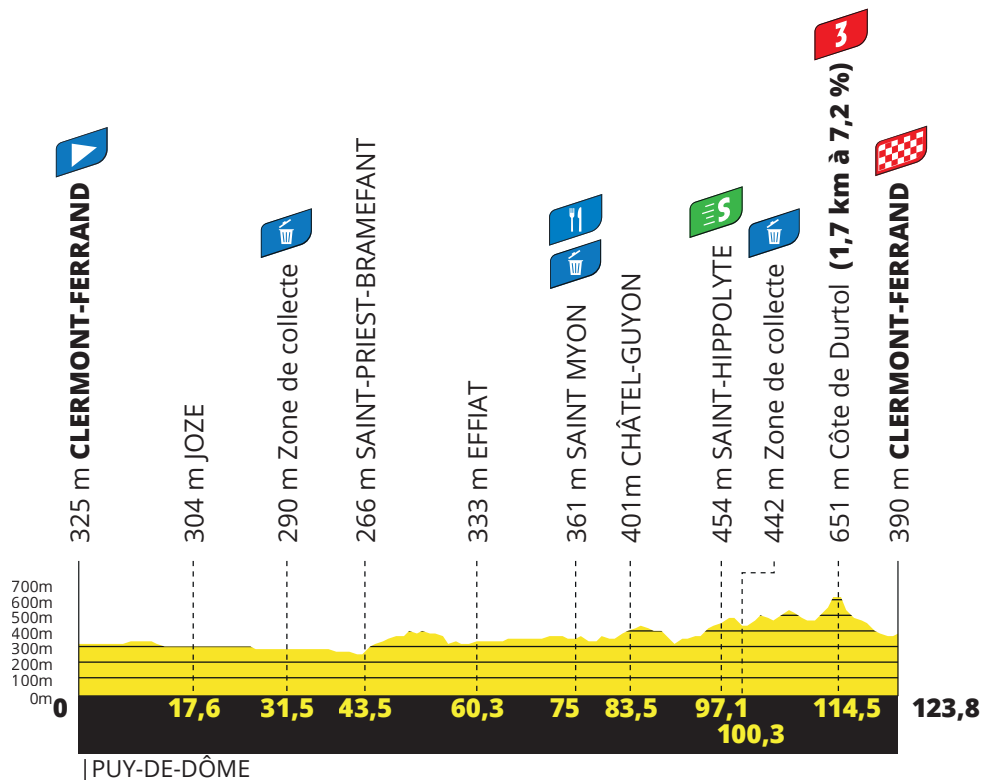 325 m CLERMONT-FERRAND
304 m JOZE
290 m Zone de collecte
266 m SAINT-PRIEST-BRAMEFANT
333 m EFFIAT
361 m SAINT MYON
401m CHÂTEL-GUYON
S
454 m SAINT-HIPPOLYTE
442 m Zone de collecte
3
651 m Côte de Durtol (1,7 km à 7,2 %)
390 m CLERMONT-FERRAND
700m
600m
500m
400m
300m
200m
100m
0m
0 17,6 31,5 43,5 60,3 75 83,5 97,1 114,5 123,8
100,3
PUY-DE-DÔME